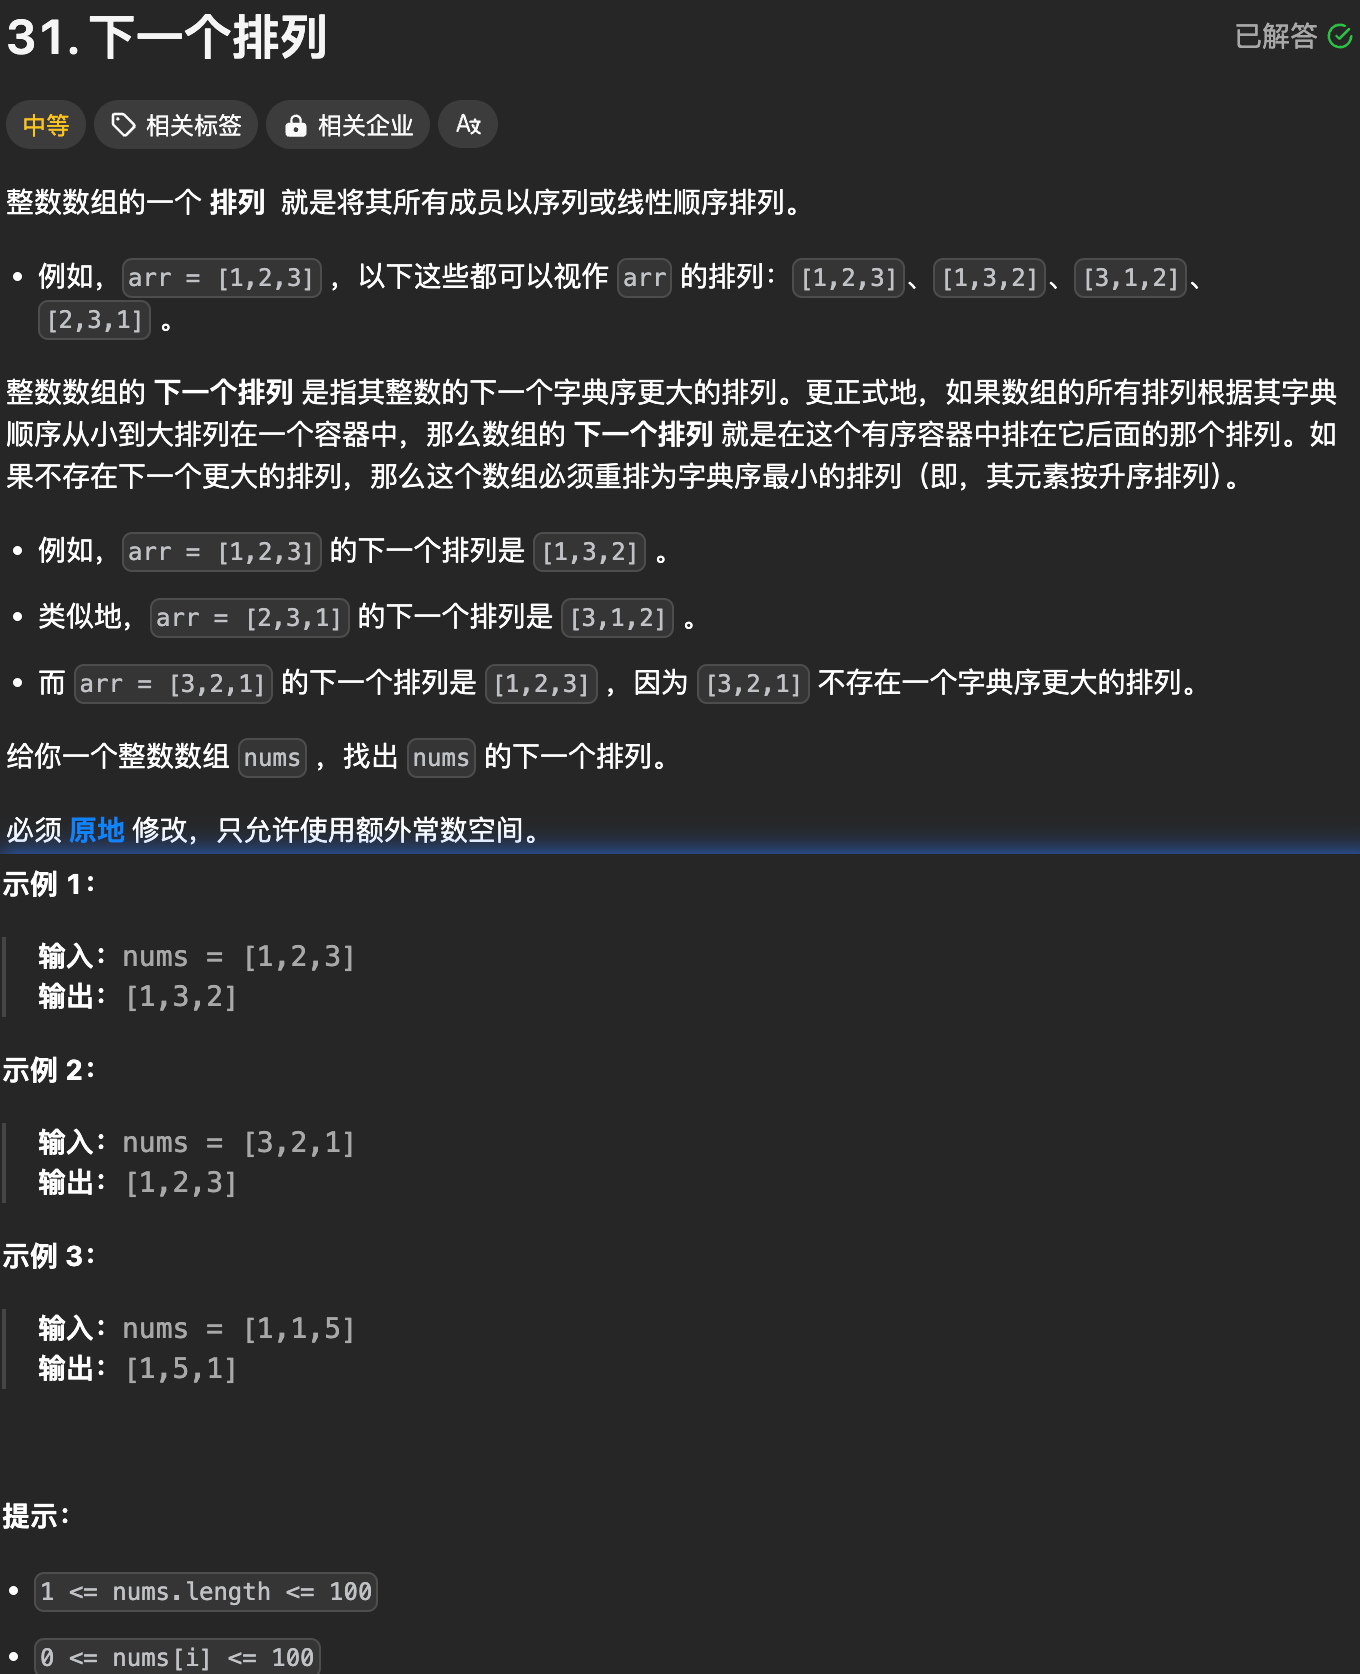 31. 下一个排列
已解答
中等 相关标签 相关企业 A文
整数数组的一个 排列 就是将其所有成员以序列或线性顺序排列。
• 例如，arr = [1,2,3] ，以下这些都可以视作 arr 的排列：[1,2,3]、[1,3,2]、[3,1,2]、
[2,3,1] 。
整数数组的 下一个排列 是指其整数的下一个字典序更大的排列。更正式地，如果数组的所有排列根据其字典
顺序从小到大排列在一个容器中，那么数组的 下一个排列 就是在这个有序容器中排在它后面的那个排列。如
果不存在下一个更大的排列，那么这个数组必须重排为字典序最小的排列（即，其元素按升序排列）。
• 例如，arr = [1,2,3] 的下一个排列是 [1,3,2] 。
• 类似地，arr = [2,3,1] 的下一个排列是 [3,1,2] 。
• 而 arr = [3,2,1] 的下一个排列是 [1,2,3] ，因为 [3,2,1] 不存在一个字典序更大的排列。
给你一个整数数组 nums ，找出 nums 的下一个排列。
必须 原地 修改，只允许使用额外常数空间。
示例 1：
输入：nums = [1,2,3]
输出：[1,3,2]
示例 2：
输入：nums = [3,2,1]
输出：[1,2,3]
示例 3：
输入：nums = [1,1,5]
输出：[1,5,1]
提示：
• 1 <= nums.length <= 100
• 0 <= nums[i] <= 100